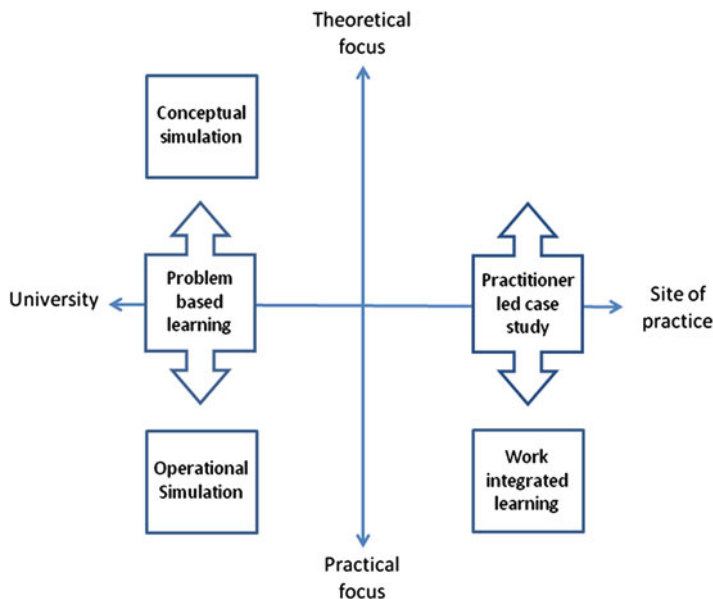 Theoretical
focus
Conceptual
simulation
University
Problem
based
learning
Practitioner
led case
study
Site of
practice
Operational
Simulation
Work
integrated
learning
Practical
focus